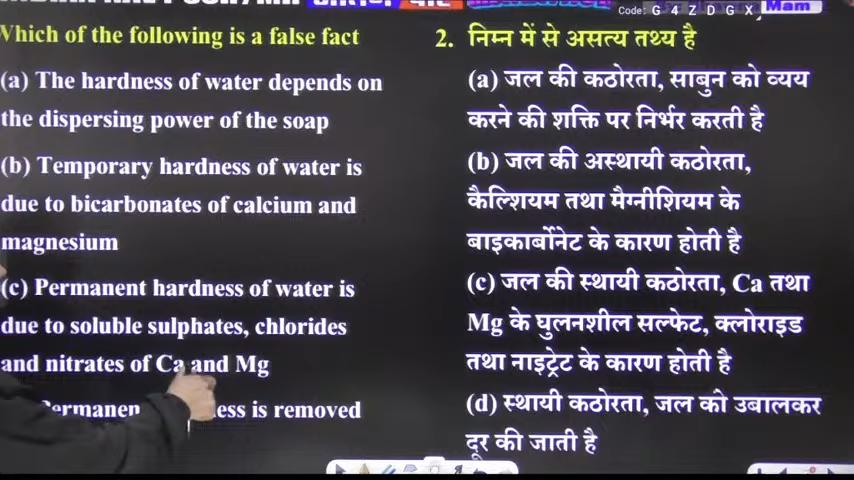 Code: G 4 Z D G X
Mam
Which of the following is a false fact
(a) The hardness of water depends on
the dispersing power of the soap
(b) Temporary hardness of water is
due to bicarbonates of calcium and
magnesium
(c) Permanent hardness of water is
due to soluble sulphates, chlorides
and nitrates of Ca and Mg
is removed
2. निम्न में से असत्य तथ्य है
(a) जल की कठोरता, साबुन को व्यय
करने की शक्ति पर निर्भर करती है
(b) जल की अस्थायी कठोरता,
कैल्शियम तथा मैग्नीशियम के
बाइकार्बोनेट के कारण होती है
(c) जल की स्थायी कठोरता, Ca तथा
Mg के घुलनशील सल्फेट, क्लोराइड
तथा नाइट्रेट के कारण होती है
(d) स्थायी कठोरता, जल को उबालकर
दूर की जाती है